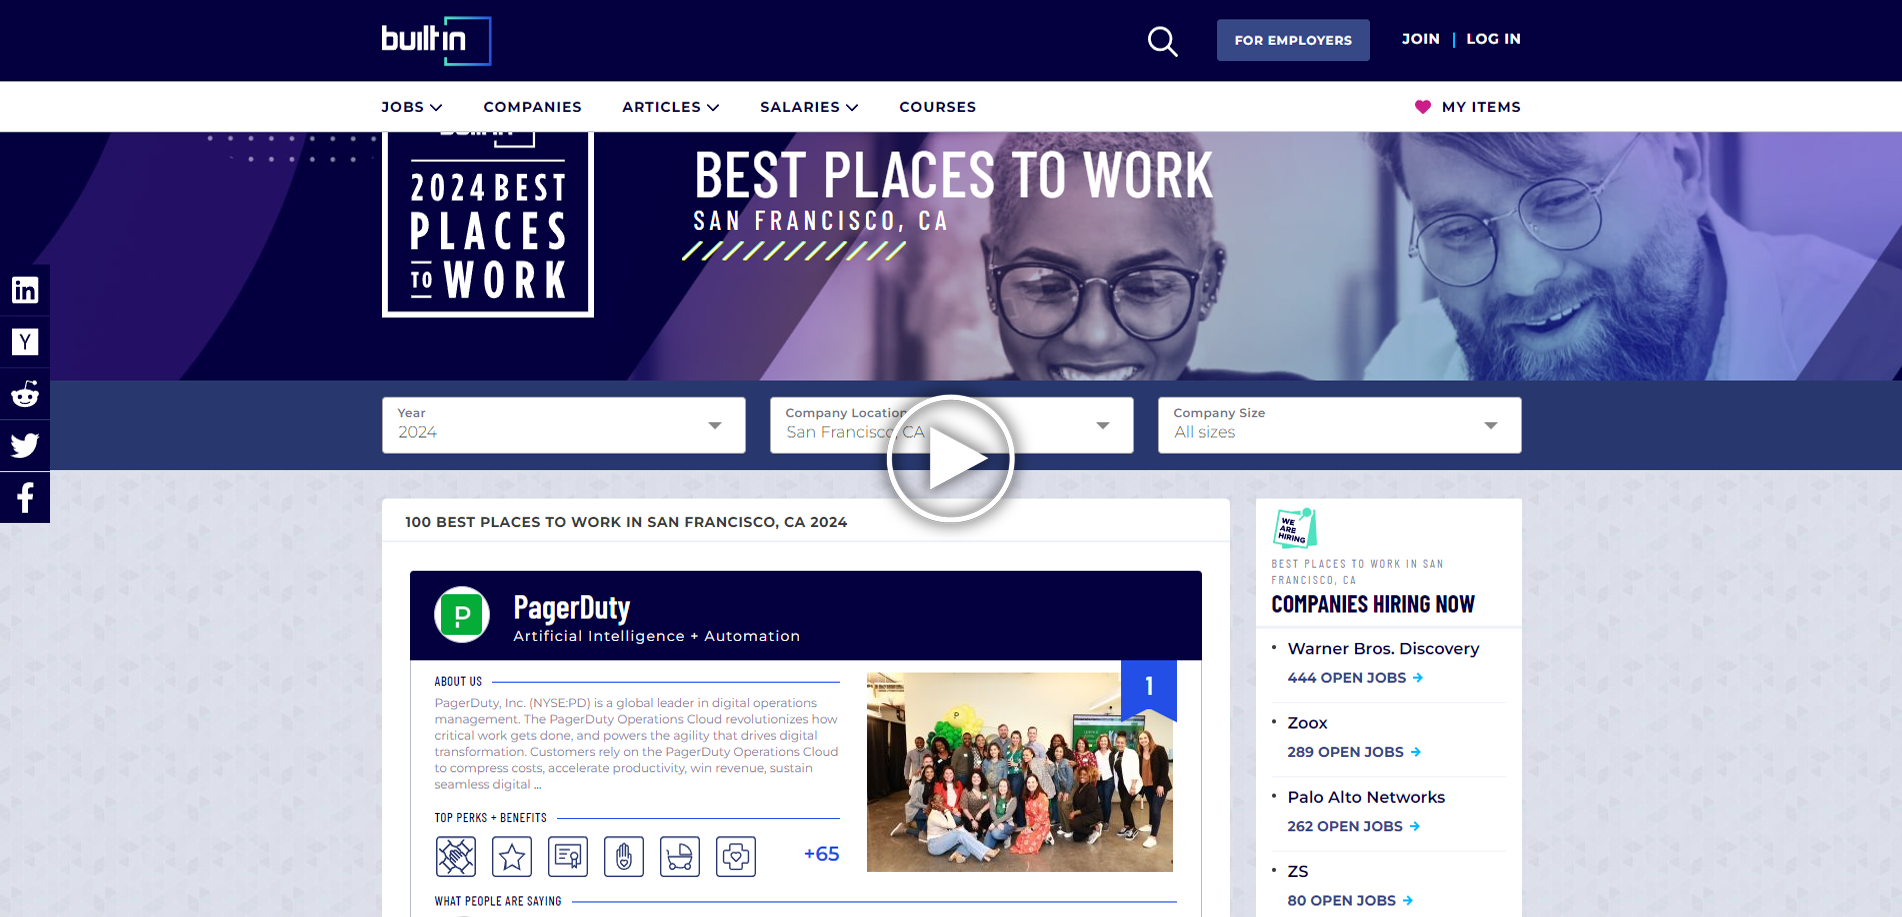 builtin
FOR EMPLOYERS
JOIN | LOG IN
JOBS
COMPANIES
ARTICLES
SALARIES
COURSES
MY ITEMS
2024 BEST
PLACES
TO WORK
BEST PLACES TO WORK
SAN FRANCISCO, CA
in
Y
f
Year
2024
Company Location
San Francisco, CA
Company Size
All sizes
100 BEST PLACES TO WORK IN SAN FRANCISCO, CA 2024
P
PagerDuty
Artificial Intelligence + Automation
ABOUT US
PagerDuty, Inc. (NYSE:PD) is a global leader in digital operations
management. The PagerDuty Operations Cloud revolutionizes how
critical work gets done, and powers the agility that drives digital
transformation. Customers rely on the PagerDuty Operations Cloud
to compress costs, accelerate productivity, win revenue, sustain
seamless digital ...
1
TOP PERKS + BENEFITS
+65
WHAT PEOPLE ARE SAYING
WE
ARE
HIRING
BEST PLACES TO WORK IN SAN
FRANCISCO, CA
COMPANIES HIRING NOW
Warner Bros. Discovery
444 OPEN JOBS
Zoox
289 OPEN JOBS
Palo Alto Networks
262 OPEN JOBS
ZS
80 OPEN JOBS